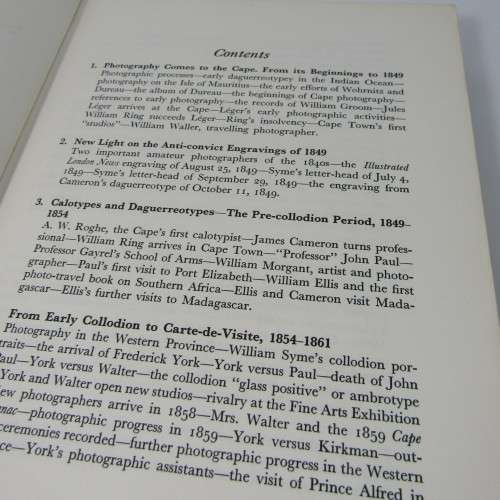 Contents
1. Photography Comes to the Cape. From its Beginnings to 1849
Photographic processes—early daguerreotypey in the Indian Ocean—
photography on the Isle of Mauritius—the early efforts of Wohrnitz and
Dureau—the album of Dureau—the beginnings of Cape photography—
references to early photography—the records of William Groom—Jules
Léger arrives at the Cape—Léger's early photographic activities—
William Ring succeeds Léger—Ring's insolvency—Cape Town's first
"studios"—William Waller, travelling photographer.
2. New Light on the Anti-convict Engravings of 1849
Two important amateur photographers of the 1840s—the Illustrated
London News engraving of August 25, 1849—Syme's letter-head of July 4,
1849—Syme's letter-head of September 29, 1849—the engraving from
Cameron's daguerreotype of October 11, 1849.
3. Calotypes and Daguerreotypes—The Pre-collodion Period, 1849–
1854
A. W. Roghe, the Cape's first calotypist—James Cameron turns profes-
sional—William Ring arrives in Cape Town—"Professor" John Paul—
Professor Gayrel's School of Arms—William Morgant, artist and photo-
grapher—Paul's first visit to Port Elizabeth—William Ellis and the first
photo-travel book on Southern Africa—Ellis and Cameron visit Mada-
gascar—Ellis's further visits to Madagascar.
From Early Collodion to Carte-de-Visite, 1854–1861
Photography in the Western Province—William Syme's collodion por-
traits—the arrival of Frederick York—York versus Paul—death of John
Paul—York versus Walter—the collodion "glass positive" or ambrotype
York and Walter open new studios—rivalry at the Fine Arts Exhibition
new photographers arrive in 1858—Mrs. Walter and the 1859 Cape
nac—photographic progress in 1859—York versus Kirkman—out-
ceremonies recorded—further photographic progress in the Western
ce—York's photographic assistants—the visit of Prince Alfred in